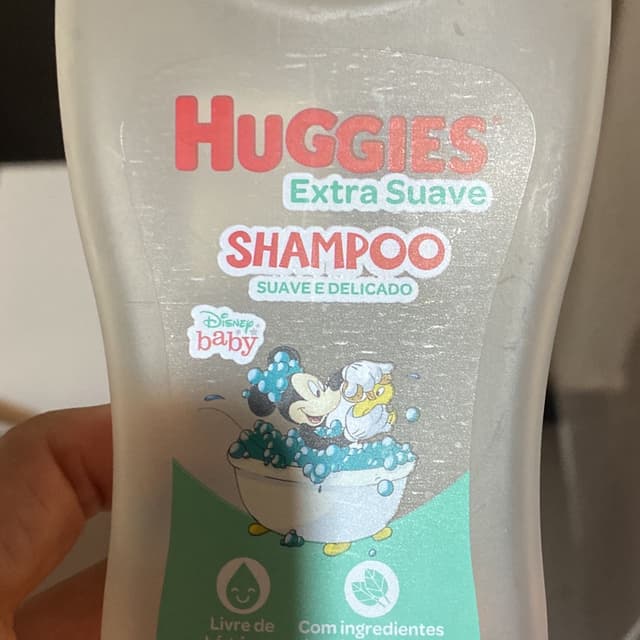 HUGGIES
Extra Suave
SHAMPOO
SUAVE E DELICADO
Disney
baby
Livre de
Com ingredientes